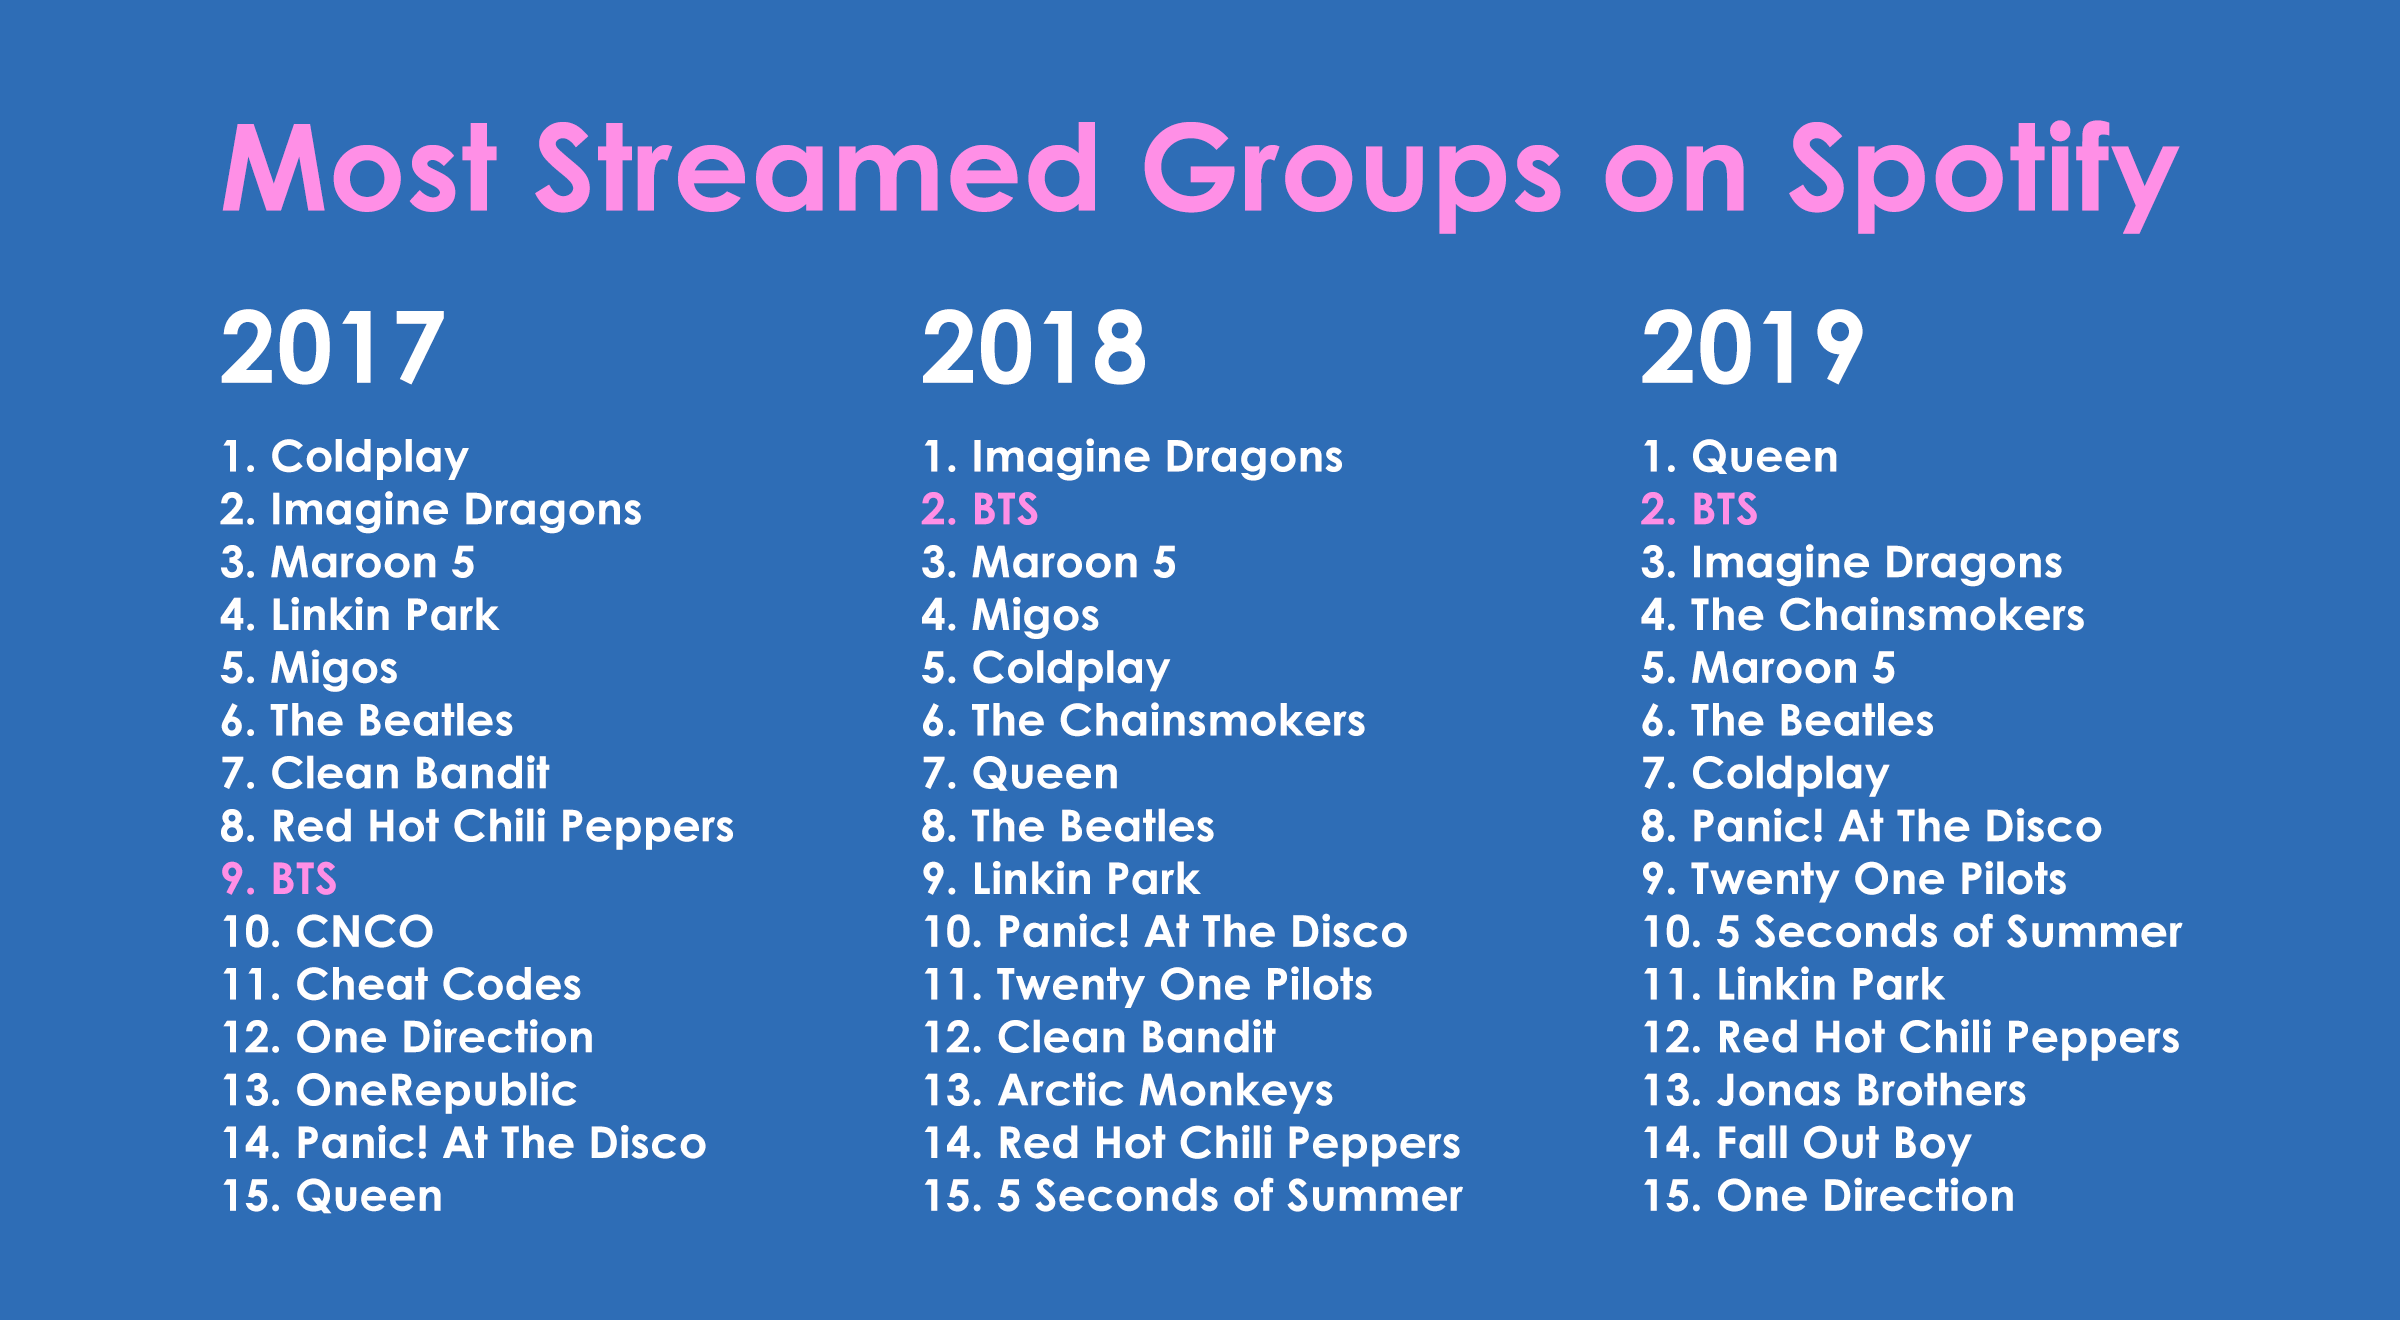 Most Streamed Groups on Spotify
2017
1. Coldplay
2. Imagine Dragons
3. Maroon 5
4. Linkin Park
5. Migos
6. The Beatles
7. Clean Bandit
8. Red Hot Chili Peppers
9. BTS
10. CNCO
11. Cheat Codes
12. One Direction
13. OneRepublic
14. Panic! At The Disco
15. Queen
2018
1. Imagine Dragons
2. BTS
3. Maroon 5
4. Migos
5. Coldplay
6. The Chainsmokers
7. Queen
8. The Beatles
9. Linkin Park
10. Panic! At The Disco
11. Twenty One Pilots
12. Clean Bandit
13. Arctic Monkeys
14. Red Hot Chili Peppers
15. 5 Seconds of Summer
2019
1. Queen
2. BTS
3. Imagine Dragons
4. The Chainsmokers
5. Maroon 5
6. The Beatles
7. Coldplay
8. Panic! At The Disco
9. Twenty One Pilots
10. 5 Seconds of Summer
11. Linkin Park
12. Red Hot Chili Peppers
13. Jonas Brothers
14. Fall Out Boy
15. One Direction